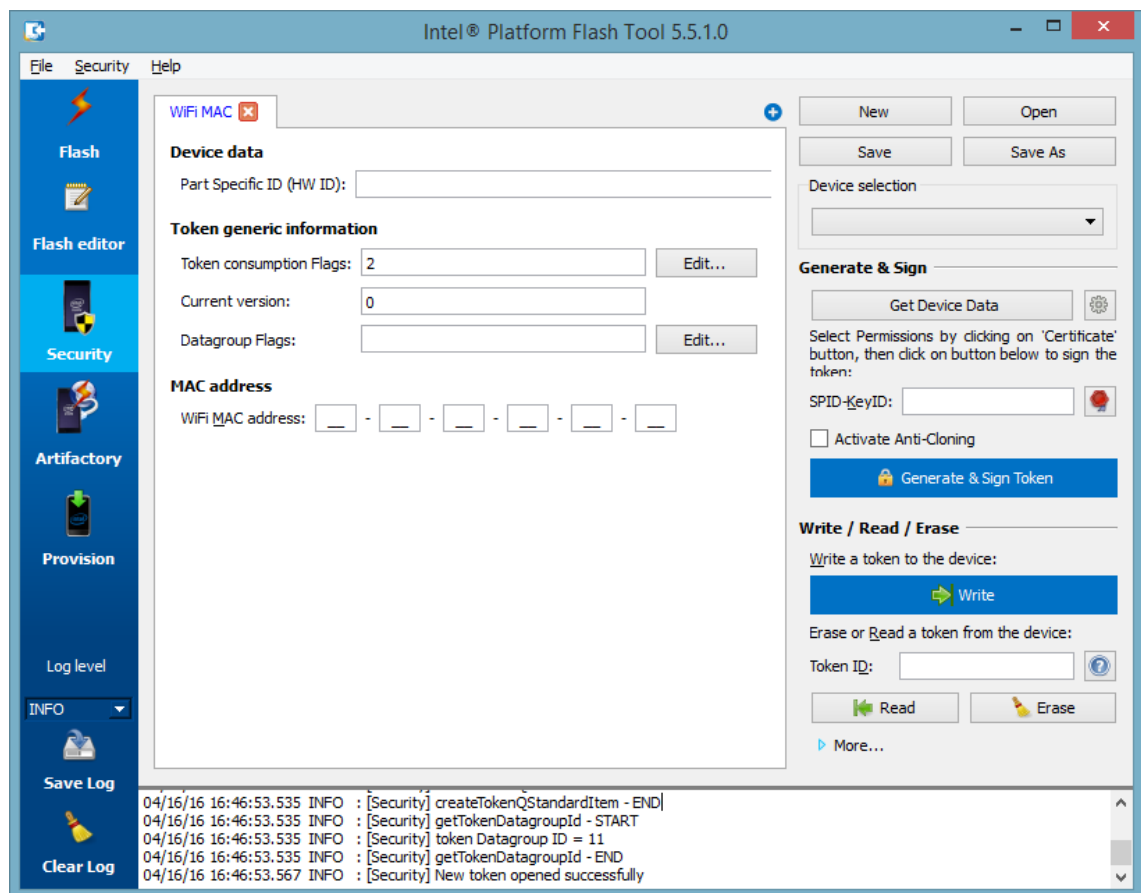 Intel® Platform Flash Tool 5.5.1.0
File Security Help
Flash
Flash editor
Security
Artifactory
Provision
Log level
INFO
Save Log
Clear Log
WiFi MAC
Device data
Part Specific ID (HW ID):
Token generic information
Token consumption Flags: 2 Edit...
Current version: 0
Datagroup Flags: Edit...
MAC address
WiFi MAC address: __ - __ - __ - __ - __ - __
New Open
Save Save As
Device selection
Generate & Sign
Get Device Data
Select Permissions by clicking on 'Certificate'
button, then click on button below to sign the
token:
SPID-KeyID:
Activate Anti-Cloning
Generate & Sign Token
Write / Read / Erase
Write a token to the device:
Write
Erase or Read a token from the device:
Token ID:
Read Erase
More...
04/16/16 16:46:53.535 INFO : [Security] createTokenQStandardItem - END
04/16/16 16:46:53.535 INFO : [Security] getTokenDatagroupId - START
04/16/16 16:46:53.535 INFO : [Security] token Datagroup ID = 11
04/16/16 16:46:53.535 INFO : [Security] getTokenDatagroupId - END
04/16/16 16:46:53.567 INFO : [Security] New token opened successfully